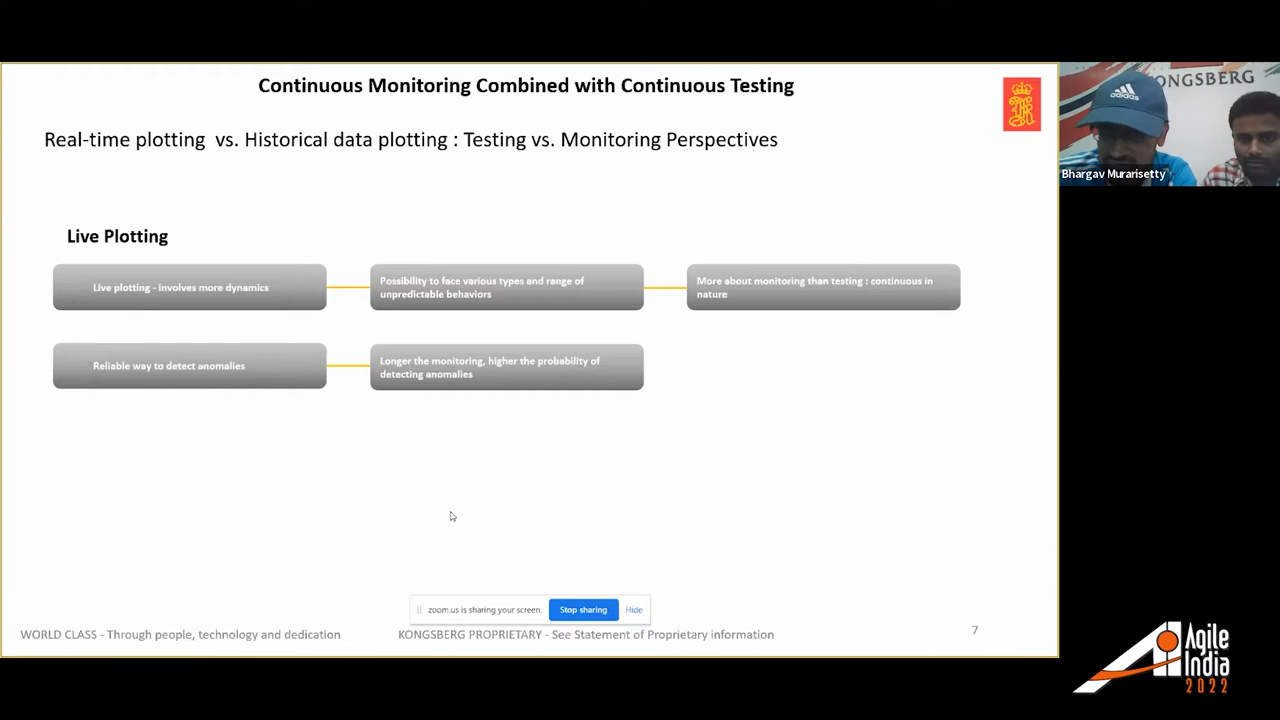 Continuous Monitoring Combined with Continuous Testing
Real-time plotting vs. Historical data plotting : Testing vs. Monitoring Perspectives
Live Plotting
Live plotting - involves more dynamics
Possibility to face various types and range of
unpredictable behaviors
More about monitoring than testing : continuous in
nature
Reliable way to detect anomalies
Longer the monitoring, higher the probability of
detecting anomalies
zoom.us is sharing your screen.
Stop sharing
Hide
WORLD CLASS - Through people, technology and dedication
KONGSBERG PROPRIETARY - See Statement of Proprietary information
7
ONGSBERG
adidas
Bhargav Murarisetty
Agile
India
2022